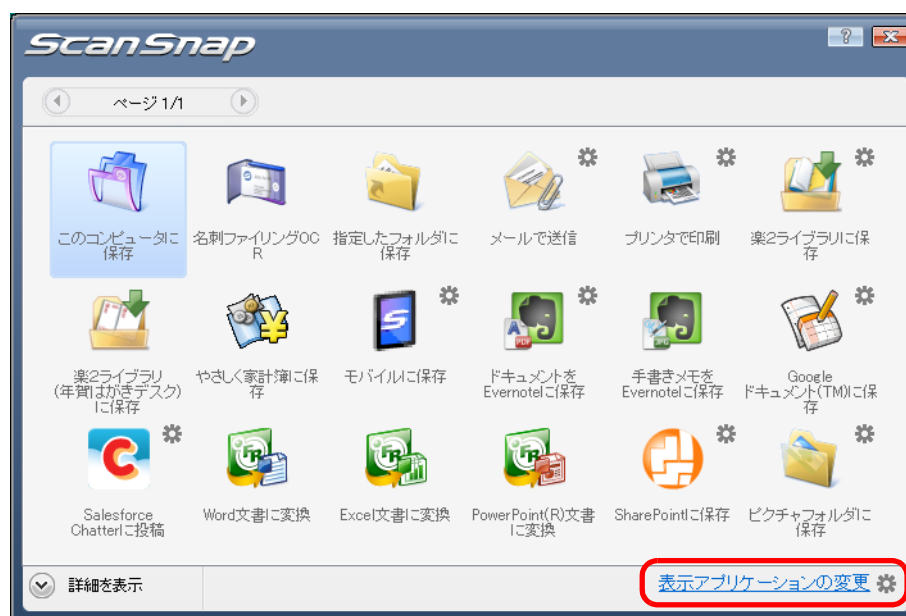 ScanSnap
?
ページ 1/1
このコンピュータに
保存
名刺ファイリングOC
R
指定したフォルダに
保存
メールで送信
プリンタで印刷
楽2ライブラリに保
存
楽2ライブラリ
(年賀はがきデスク)
に保存
やさしく家計簿に保
存
モバイルに保存
ドキュメントを
Evernoteに保存
手書きメモを
Evernoteに保存
Google
ドキュメント(TM)に保
存
Salesforce
Chatterに投稿
Word文書に変換
Excel文書に変換
PowerPoint(R)文書
に変換
SharePointに保存
ピクチャフォルダに
保存
詳細を表示
表示アプリケーションの変更